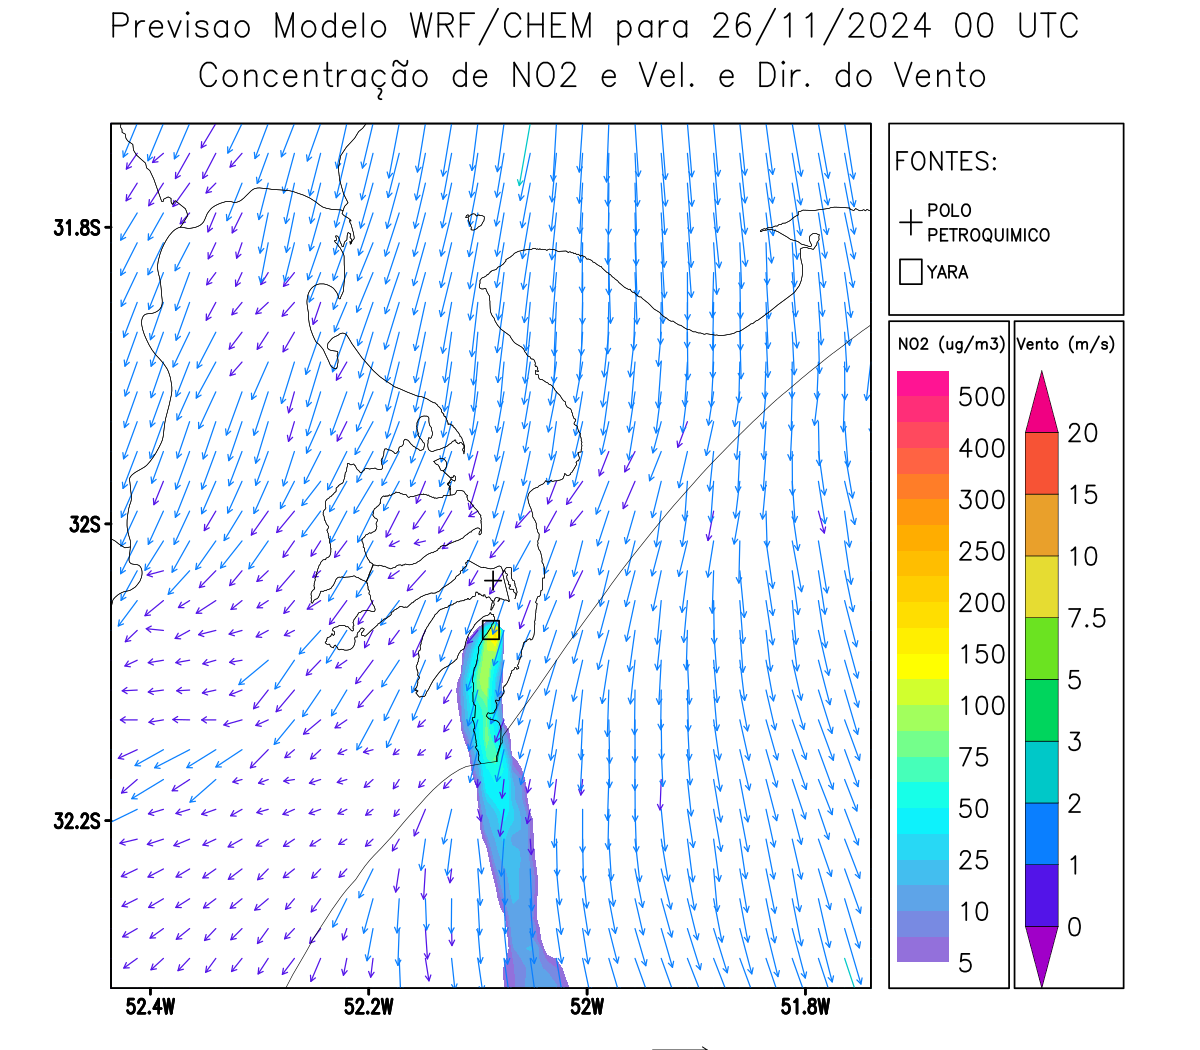 Previsao Modelo WRF/CHEM para 26/11/2024 00 UTC
Concentração de NO2 e Vel. e Dir. do Vento
FONTES:
POLO
PETROQUIMICO
YARA
NO2 (ug/m3)
500
400
300
250
200
150
100
75
50
25
10
5
Vento (m/s)
20
15
10
7.5
5
3
2
1
0
31.8S
32S
32.2S
52.4W
52.2W
52W
51.8W